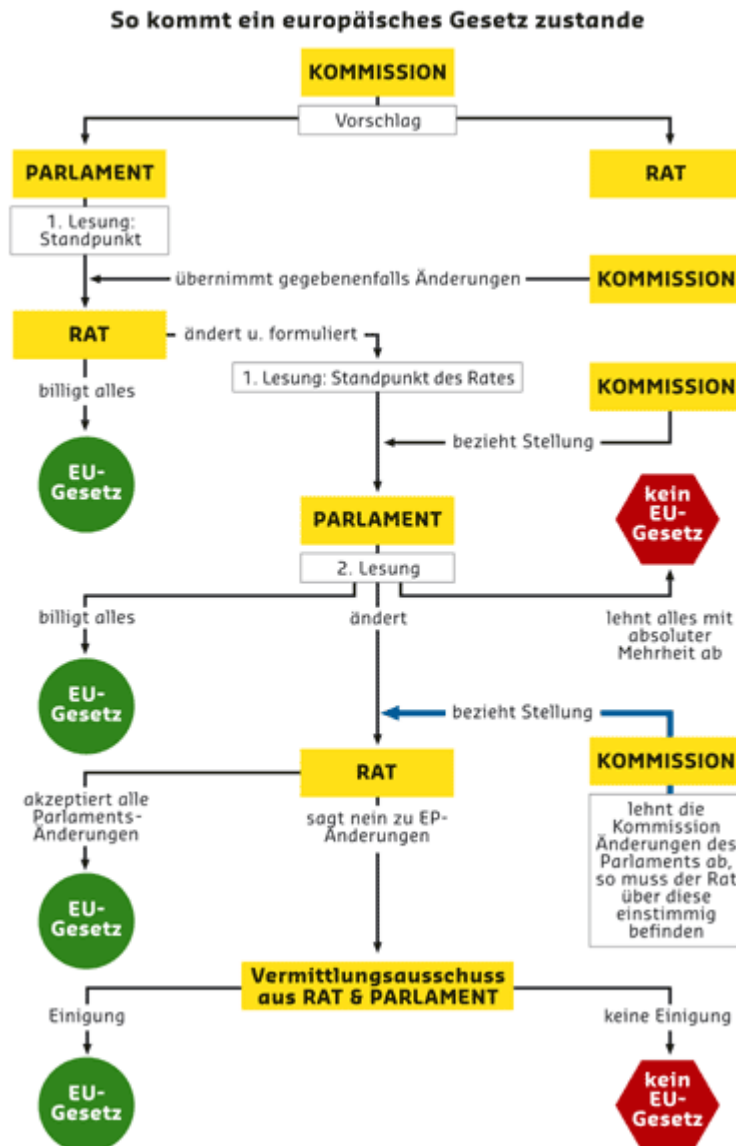 So kommt ein europäisches Gesetz zustande
KOMMISSION
Vorschlag
PARLAMENT
RAT
1. Lesung:
Standpunkt
übernimmt gegebenenfalls Änderungen
KOMMISSION
RAT
ändert u. formuliert
1. Lesung: Standpunkt des Rates
KOMMISSION
billigt alles
bezieht Stellung
EU-
Gesetz
kein
EU-
Gesetz
PARLAMENT
2. Lesung
billigt alles
ändert
lehnt alles mit
absoluter
Mehrheit ab
EU-
Gesetz
bezieht Stellung
RAT
KOMMISSION
akzeptiert alle
Parlaments-
Änderungen
sagt nein zu EP-
Änderungen
lehnt die
Kommission
Änderungen des
Parlaments ab,
so muss der Rat
über diese
einstimmig
befinden
EU-
Gesetz
Vermittlungsausschuss
aus RAT & PARLAMENT
Einigung
keine Einigung
EU-
Gesetz
kein
EU-
Gesetz